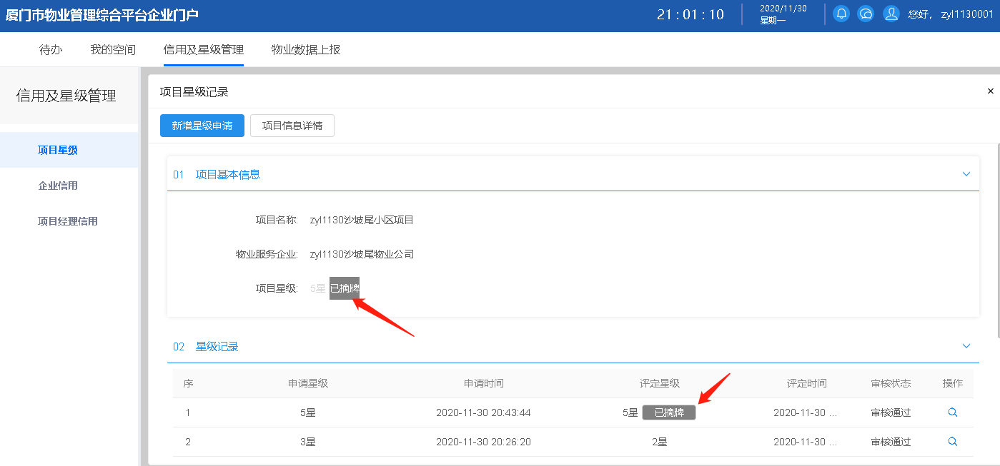 厦门市物业管理综合平台企业门户
21 : 01 : 10
2020/11/30
星期一
您好， zyl1130001
待办 我的空间 信用及星级管理 物业数据上报
信用及星级管理
项目星级
企业信用
项目经理信用
项目星级记录 ×
新增星级申请 项目信息详情
01 项目基本信息
项目名称: zyl1130沙坡尾小区项目
物业服务企业: zyl1130沙坡尾物业公司
项目星级: 5星 已摘牌
02 星级记录
序 申请星级 申请时间 评定星级 评定时间 审核状态 操作
1 5星 2020-11-30 20:43:44 5星 已摘牌 2020-11-30 ... 审核通过
2 3星 2020-11-30 20:26:20 2星 2020-11-30 ... 审核通过